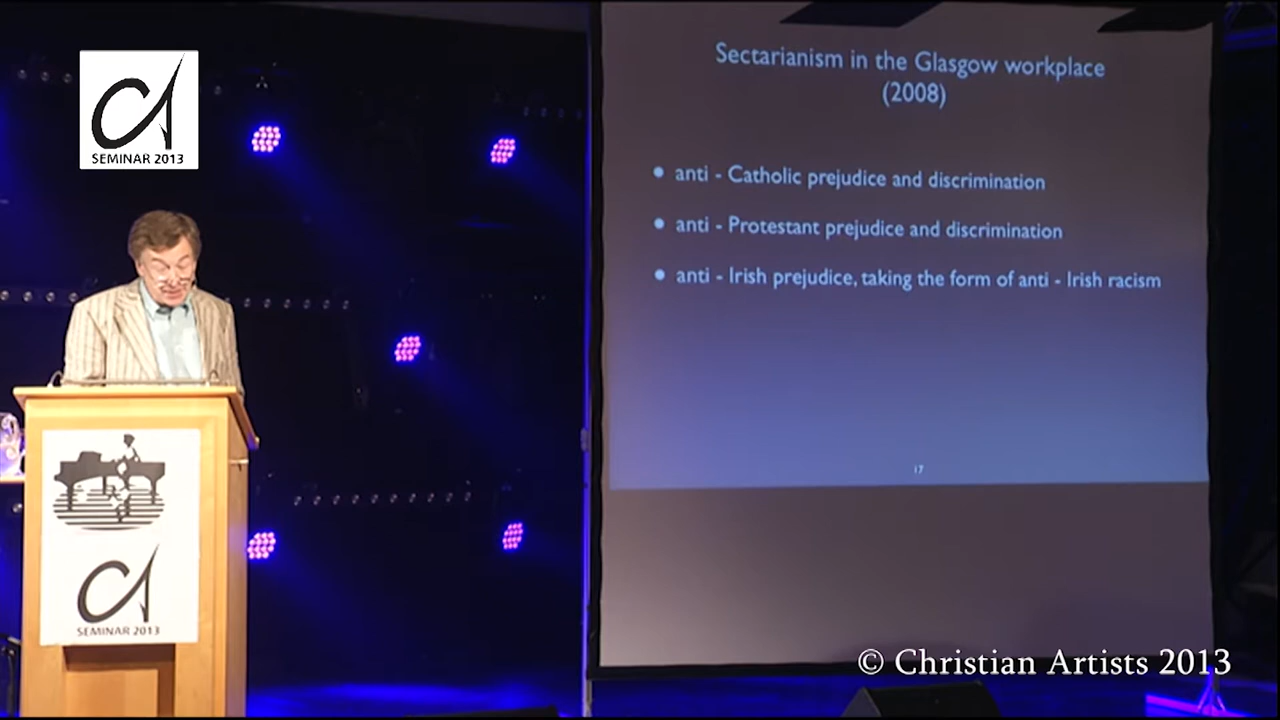 SEMINAR 2013
Sectarianism in the Glasgow workplace
(2008)
• anti - Catholic prejudice and discrimination
• anti - Protestant prejudice and discrimination
• anti - Irish prejudice, taking the form of anti - Irish racism
17
SEMINAR 2013
© Christian Artists 2013